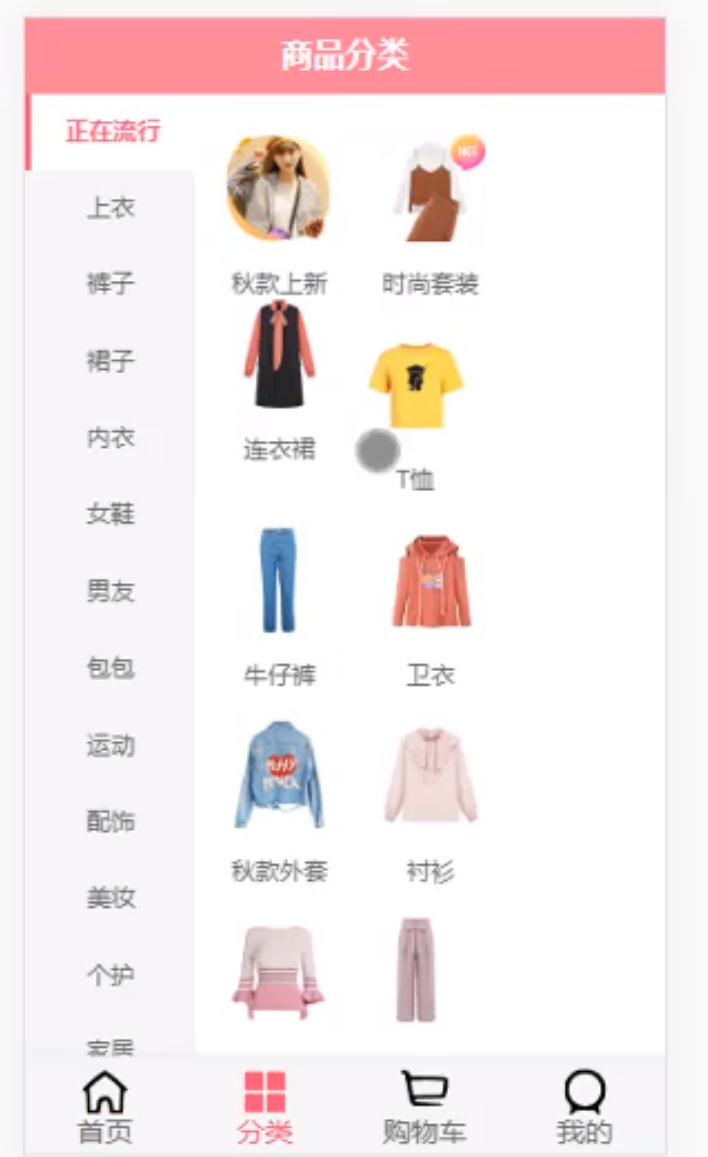 商品分类
正在流行
上衣
裤子
裙子
内衣
女鞋
男友
包包
运动
配饰
美妆
个护
家居
HOT
秋款上新
时尚套装
连衣裙
T恤
牛仔裤
卫衣
秋款外套
衬衫
首页
分类
购物车
我的